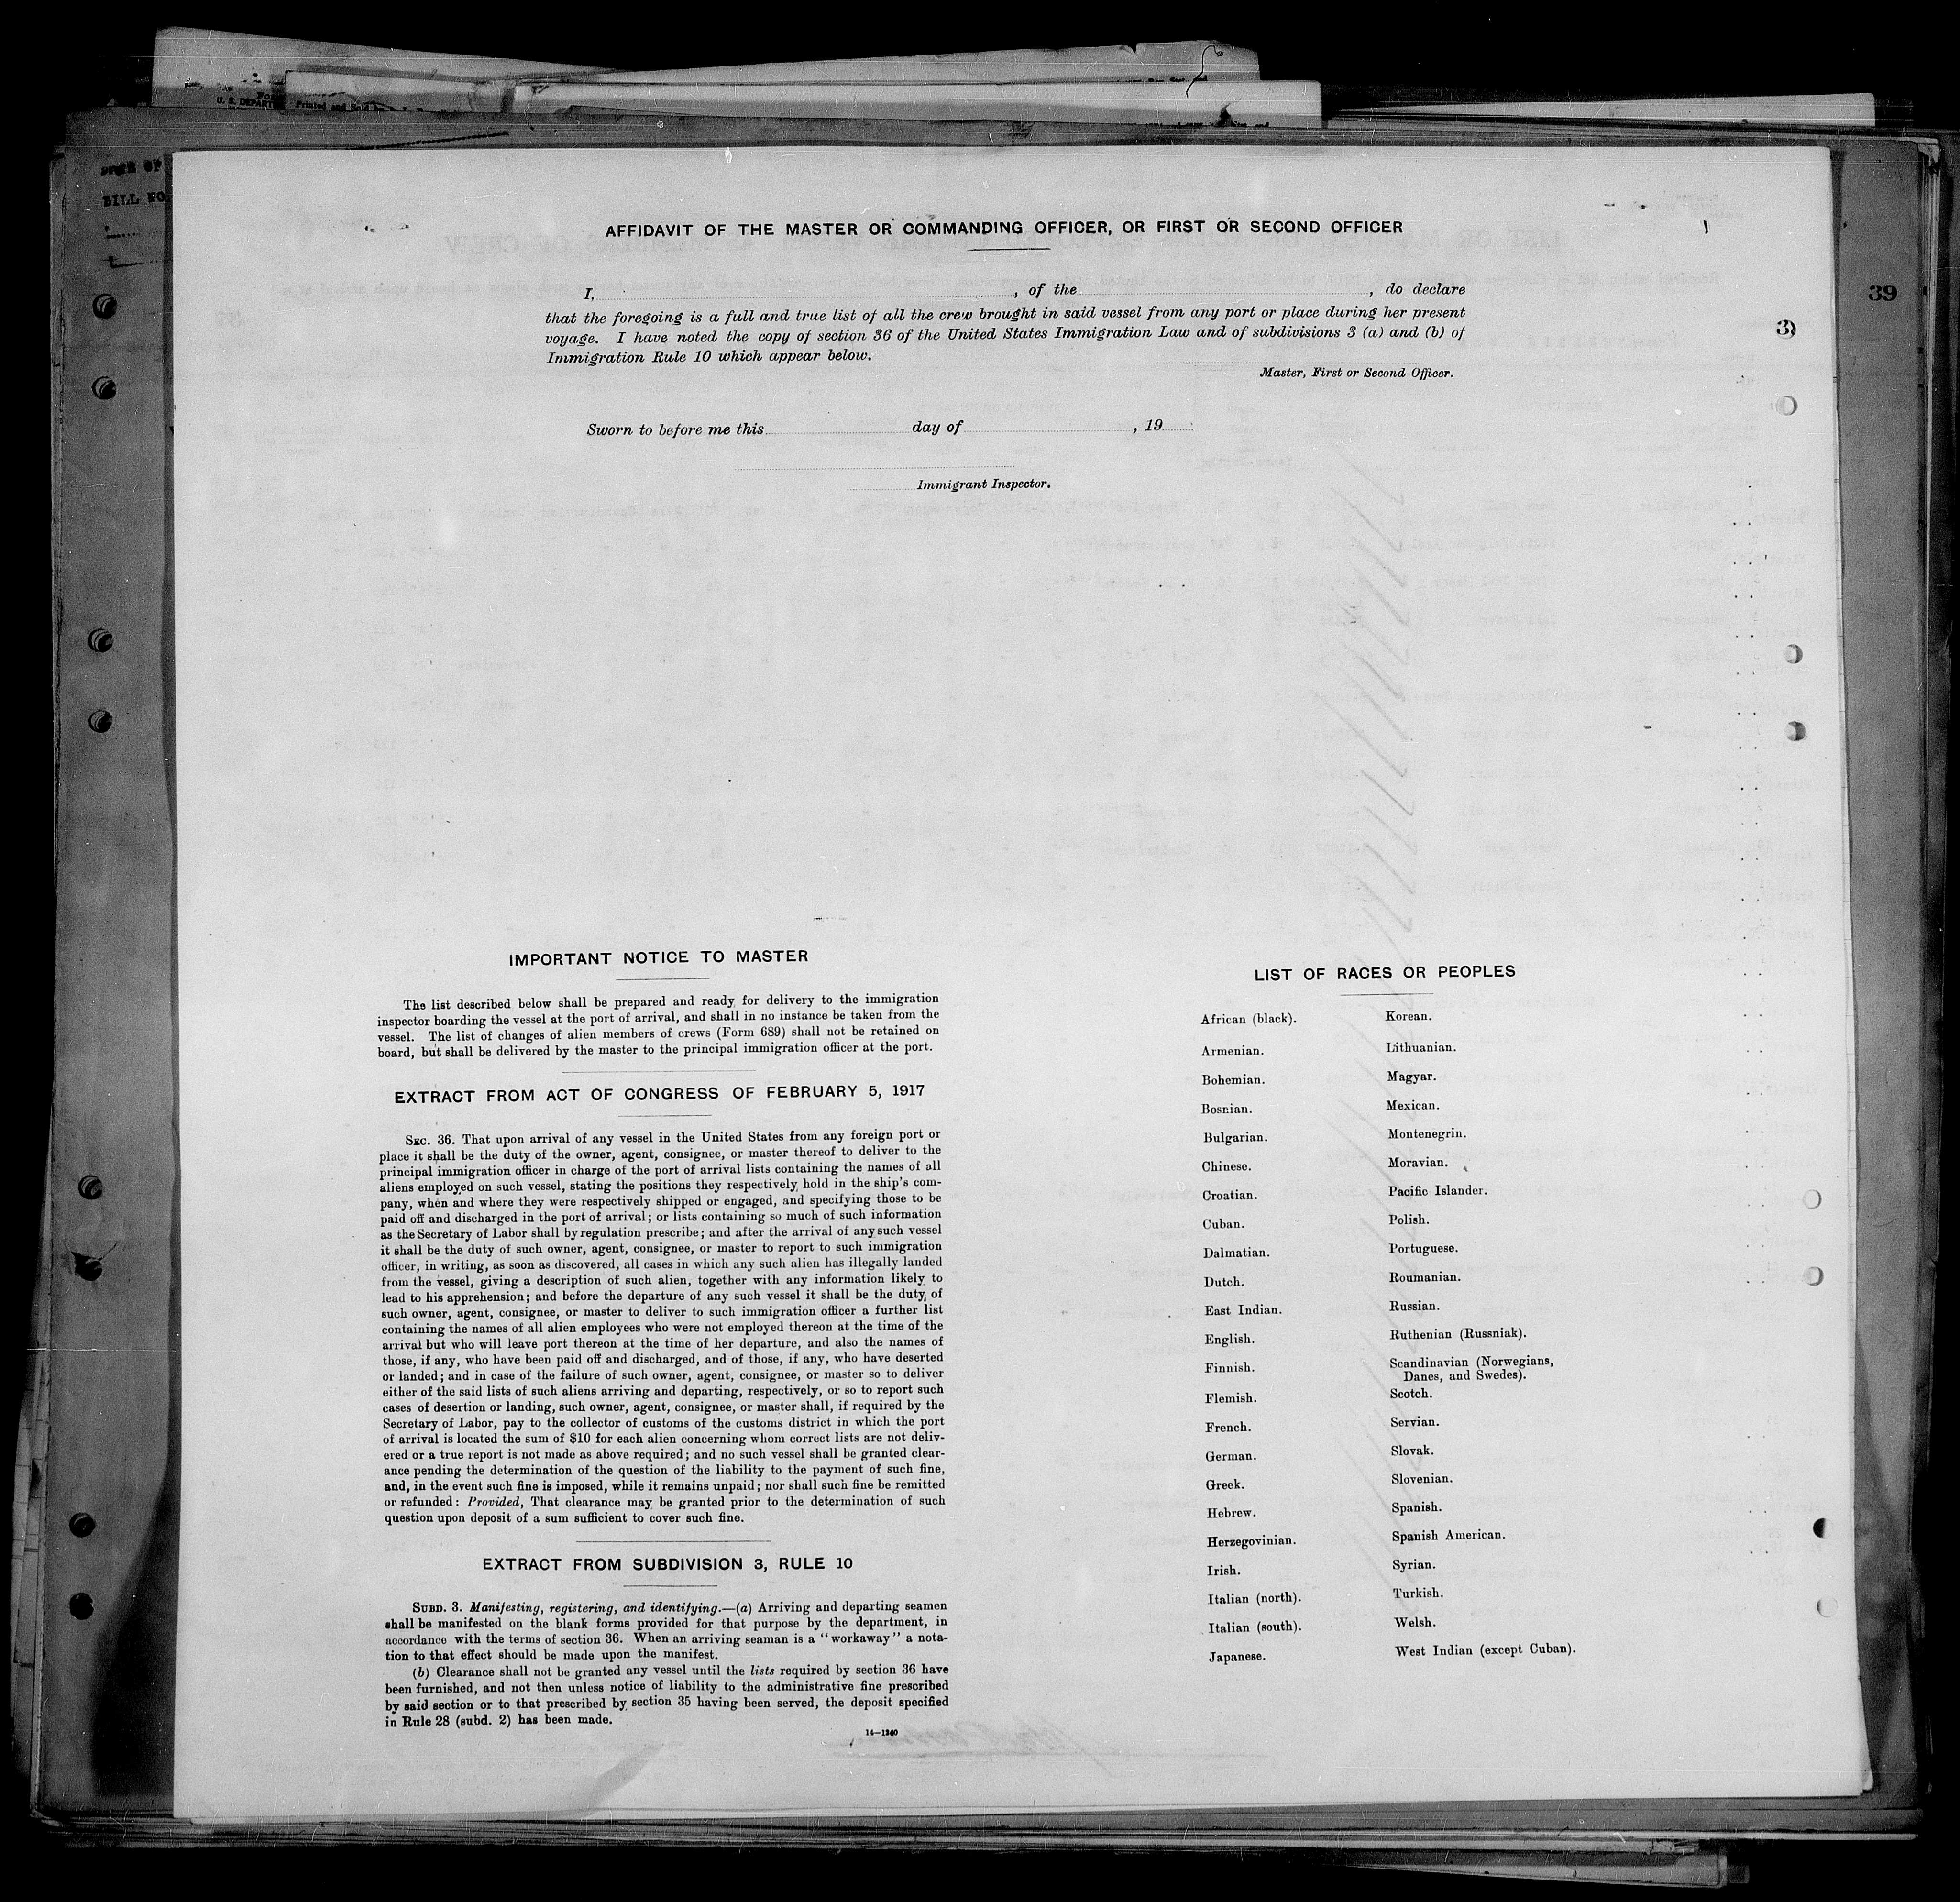 U. S. DEPART
Printed and Sold by
BILL NO
39
AFFIDAVIT OF THE MASTER OR COMMANDING OFFICER, OR FIRST OR SECOND OFFICER
I, , of the , do declare
that the foregoing is a full and true list of all the crew brought in said vessel from any port or place during her present
voyage. I have noted the copy of section 36 of the United States Immigration Law and of subdivisions 3 (a) and (b) of
Immigration Rule 10 which appear below.
Master, First or Second Officer.
Sworn to before me this day of , 19
Immigrant Inspector.
IMPORTANT NOTICE TO MASTER
The list described below shall be prepared and ready for delivery to the immigration
inspector boarding the vessel at the port of arrival, and shall in no instance be taken from the
vessel. The list of changes of alien members of crews (Form 689) shall not be retained on
board, but shall be delivered by the master to the principal immigration officer at the port.
EXTRACT FROM ACT OF CONGRESS OF FEBRUARY 5, 1917
SEC. 36. That upon arrival of any vessel in the United States from any foreign port or
place it shall be the duty of the owner, agent, consignee, or master thereof to deliver to the
principal immigration officer in charge of the port of arrival lists containing the names of all
aliens employed on such vessel, stating the positions they respectively hold in the ship's com-
pany, when and where they were respectively shipped or engaged, and specifying those to be
paid off and discharged in the port of arrival; or lists containing so much of such information
as the Secretary of Labor shall by regulation prescribe; and after the arrival of any such vessel
it shall be the duty of such owner, agent, consignee, or master to report to such immigration
officer, in writing, as soon as discovered, all cases in which any such alien has illegally landed
from the vessel, giving a description of such alien, together with any information likely to
lead to his apprehension; and before the departure of any such vessel it shall be the duty of
such owner, agent, consignee, or master to deliver to such immigration officer a further list
containing the names of all alien employees who were not employed thereon at the time of the
arrival but who will leave port thereon at the time of her departure, and also the names of
those, if any, who have been paid off and discharged, and of those, if any, who have deserted
or landed; and in case of the failure of such owner, agent, consignee, or master so to deliver
either of the said lists of such aliens arriving and departing, respectively, or so to report such
cases of desertion or landing, such owner, agent, consignee, or master shall, if required by the
Secretary of Labor, pay to the collector of customs of the customs district in which the port
of arrival is located the sum of $10 for each alien concerning whom correct lists are not deliv-
ered or a true report is not made as above required; and no such vessel shall be granted clear-
ance pending the determination of the question of the liability to the payment of such fine,
and, in the event such fine is imposed, while it remains unpaid; nor shall such fine be remitted
or refunded: Provided, That clearance may be granted prior to the determination of such
question upon deposit of a sum sufficient to cover such fine.
EXTRACT FROM SUBDIVISION 3, RULE 10
SUBD. 3. Manifesting, registering, and identifying.—(a) Arriving and departing seamen
shall be manifested on the blank forms provided for that purpose by the department, in
accordance with the terms of section 36. When an arriving seaman is a "workaway" a nota-
tion to that effect should be made upon the manifest.
(b) Clearance shall not be granted any vessel until the lists required by section 36 have
been furnished, and not then unless notice of liability to the administrative fine prescribed
by said section or to that prescribed by section 35 having been served, the deposit specified
in Rule 28 (subd. 2) has been made.
14—1240
LIST OF RACES OR PEOPLES
African (black).
Armenian.
Bohemian.
Bosnian.
Bulgarian.
Chinese.
Croatian.
Cuban.
Dalmatian.
Dutch.
East Indian.
English.
Finnish.
Flemish.
French.
German.
Greek.
Hebrew.
Herzegovinian.
Irish.
Italian (north).
Italian (south).
Japanese.
Korean.
Lithuanian.
Magyar.
Mexican.
Montenegrin.
Moravian.
Pacific Islander.
Polish.
Portuguese.
Roumanian.
Russian.
Ruthenian (Russniak).
Scandinavian (Norwegians,
Danes, and Swedes).
Scotch.
Servian.
Slovak.
Slovenian.
Spanish.
Spanish American.
Syrian.
Turkish.
Welsh.
West Indian (except Cuban).